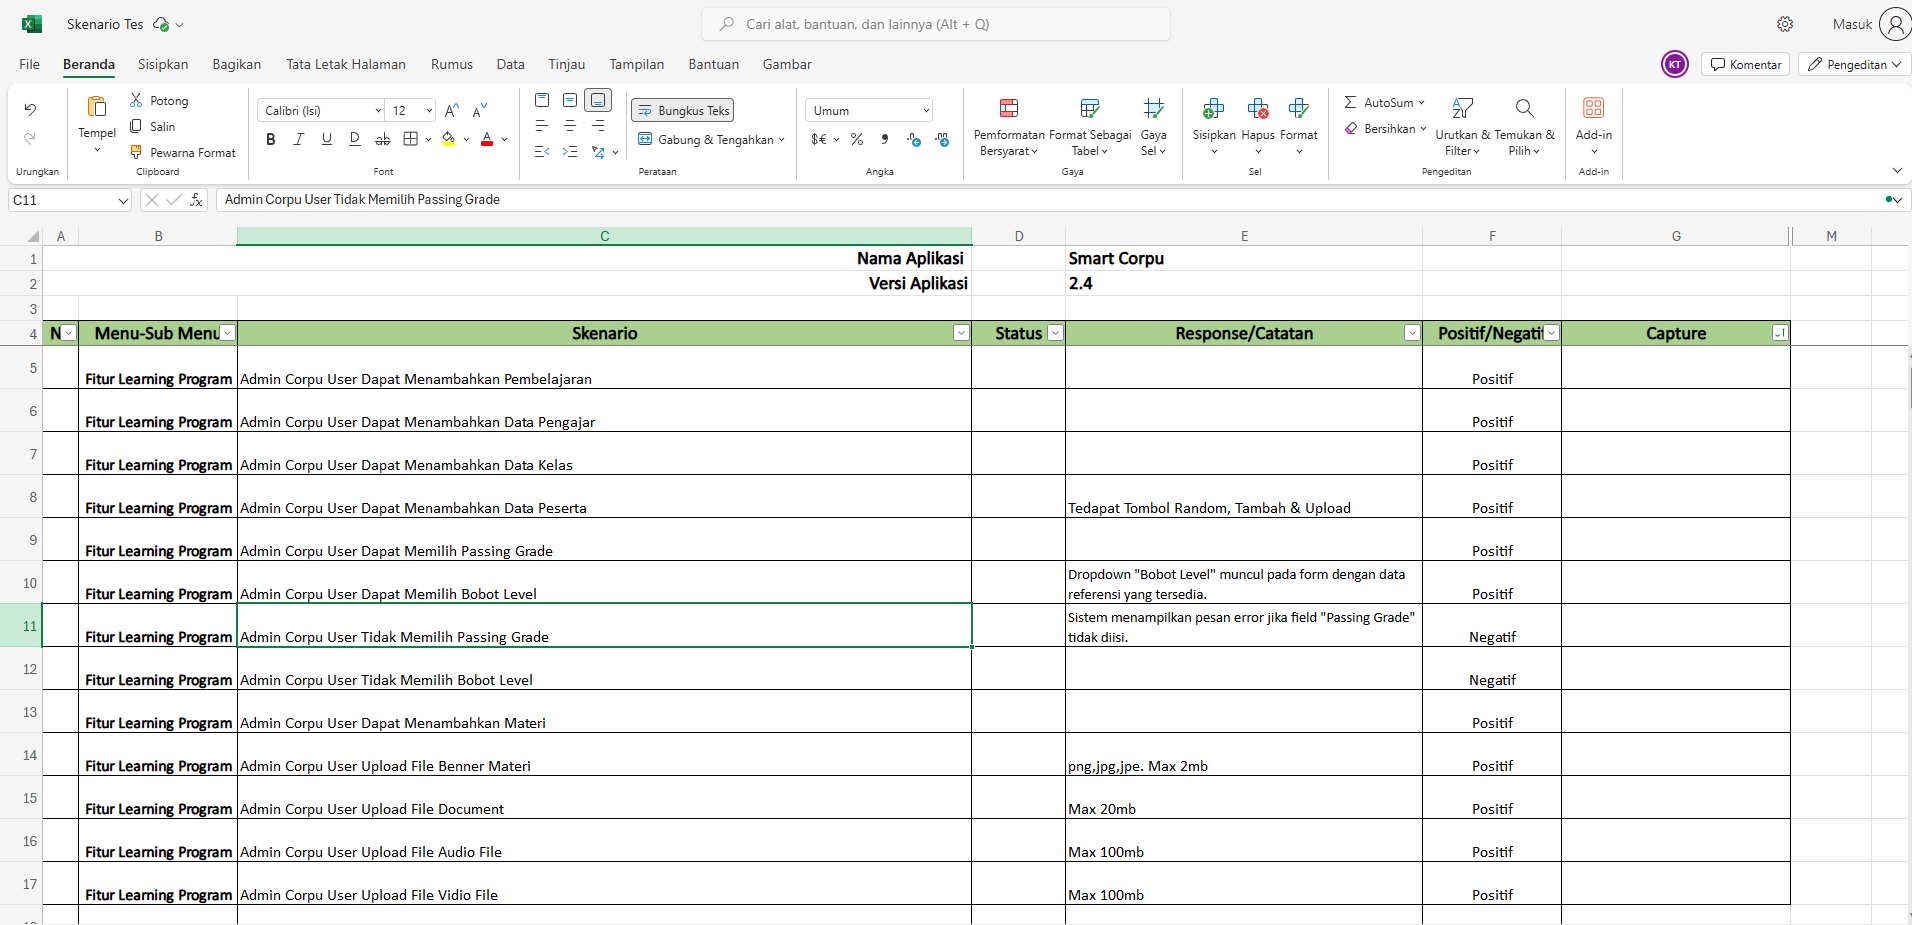 Skenario Tes
Cari alat, bantuan, dan lainnya (Alt + Q)
Masuk
File Beranda Sisipkan Bagikan Tata Letak Halaman Rumus Data Tinjau Tampilan Bantuan Gambar
KT Komentar Pengeditan
Tempel
Potong
Salin
Pewarna Format
Calibri (Isi) 12
B I U D ab A
Bungkus Teks
Gabung & Tengahkan
Umum
$€ % 9
Pemformatan Bersyarat
Format Sebagai Tabel
Gaya Sel
Sisipkan Hapus Format
AutoSum
Bersihkan
Urutkan & Filter
Temukan & Pilih
Add-in
Urungkan Clipboard Font Perataan Angka Gaya Sel Pengeditan Add-in
C11 fx Admin Corpu User Tidak Memilih Passing Grade
A B C D E F G M
1 Nama Aplikasi Smart Corpu
2 Versi Aplikasi 2.4
3
4 N Menu-Sub Menu Skenario Status Response/Catatan Positif/Negatif Capture
5 Fitur Learning Program Admin Corpu User Dapat Menambahkan Pembelajaran Positif
6 Fitur Learning Program Admin Corpu User Dapat Menambahkan Data Pengajar Positif
7 Fitur Learning Program Admin Corpu User Dapat Menambahkan Data Kelas Positif
8 Fitur Learning Program Admin Corpu User Dapat Menambahkan Data Peserta Tedapat Tombol Random, Tambah & Upload Positif
9 Fitur Learning Program Admin Corpu User Dapat Memilih Passing Grade Positif
10 Fitur Learning Program Admin Corpu User Dapat Memilih Bobot Level Dropdown "Bobot Level" muncul pada form dengan data referensi yang tersedia. Positif
11 Fitur Learning Program Admin Corpu User Tidak Memilih Passing Grade Sistem menampilkan pesan error jika field "Passing Grade" tidak diisi. Negatif
12 Fitur Learning Program Admin Corpu User Tidak Memilih Bobot Level Negatif
13 Fitur Learning Program Admin Corpu User Dapat Menambahkan Materi Positif
14 Fitur Learning Program Admin Corpu User Upload File Benner Materi png,jpg,jpe. Max 2mb Positif
15 Fitur Learning Program Admin Corpu User Upload File Document Max 20mb Positif
16 Fitur Learning Program Admin Corpu User Upload File Audio File Max 100mb Positif
17 Fitur Learning Program Admin Corpu User Upload File Vidio File Max 100mb Positif